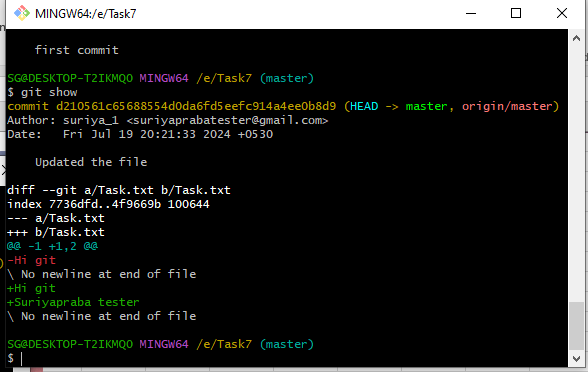 MINGW64:/e/Task7
first commit
SG@DESKTOP-T2IKMQO MINGW64 /e/Task7 (master)
$ git show
commit d210561c65688554d0da6fd5eefc914a4ee0b8d9 (HEAD -> master, origin/master)
Author: suriya_1 <suriyaprabatester@gmail.com>
Date:   Fri Jul 19 20:21:33 2024 +0530
Updated the file
diff --git a/Task.txt b/Task.txt
index 7736dfd..4f9669b 100644
--- a/Task.txt
+++ b/Task.txt
@@ -1 +1,2 @@
-Hi git
\ No newline at end of file
+Hi git
+Suriyapraba tester
\ No newline at end of file
SG@DESKTOP-T2IKMQO MINGW64 /e/Task7 (master)
$